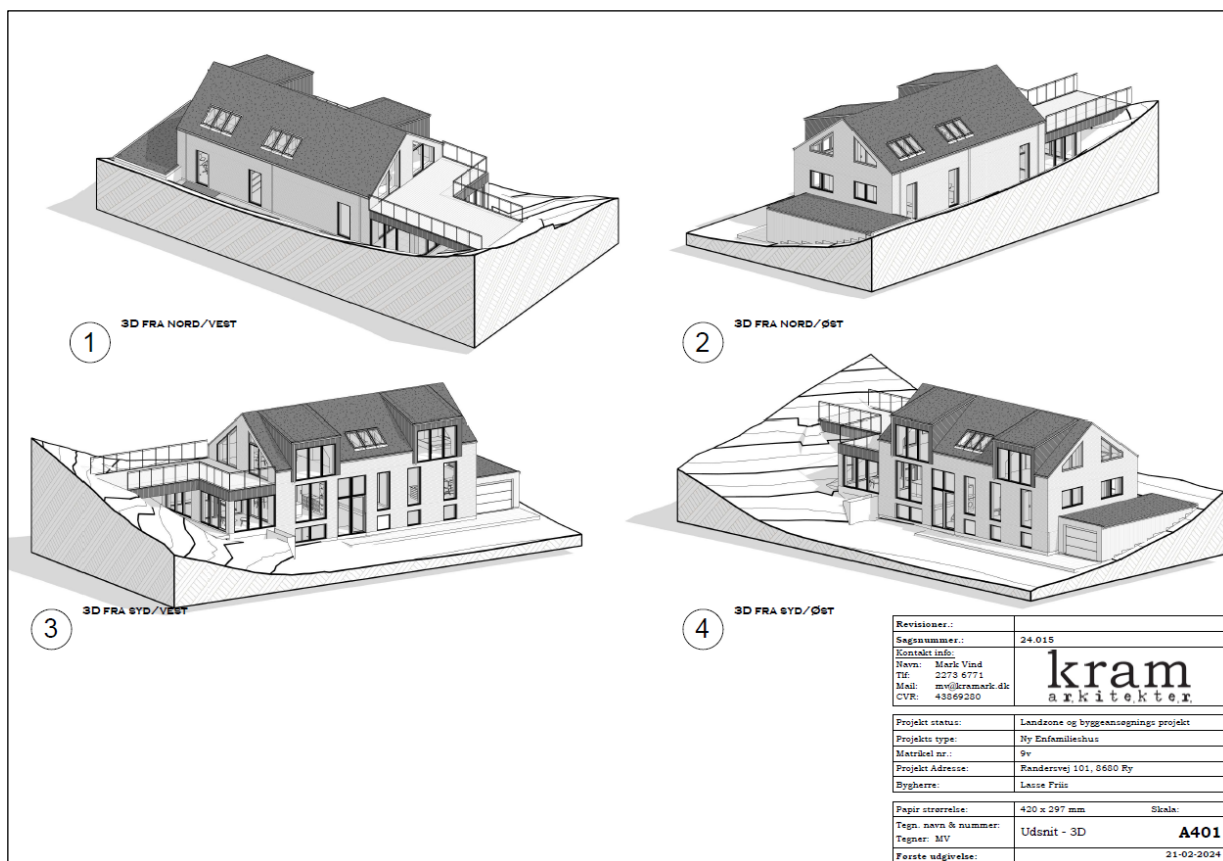 1
3D FRA NORD/VEST
2
3D FRA NORD/ØST
3
3D FRA SYD/VEST
4
3D FRA SYD/ØST
Revisioner.:
Sagsnummer.: 24.015
Kontakt info:
Navn: Mark Vind
Tlf: 2273 6771
Mail: mv@kramark.dk
CVR: 43869280
kram
arkitekter
Projekt status: Landzone og byggeansøgnings projekt
Projekts type: Ny Enfamilieshus
Matrikel nr.: 9v
Projekt Adresse: Randersvej 101, 8680 Ry
Bygherre: Lasse Friis
Papir strørrelse: 420 x 297 mm Skala:
Tegn. navn & nummer: Udsnit - 3D A401
Tegner: MV
Første udgivelse: 21-02-2024